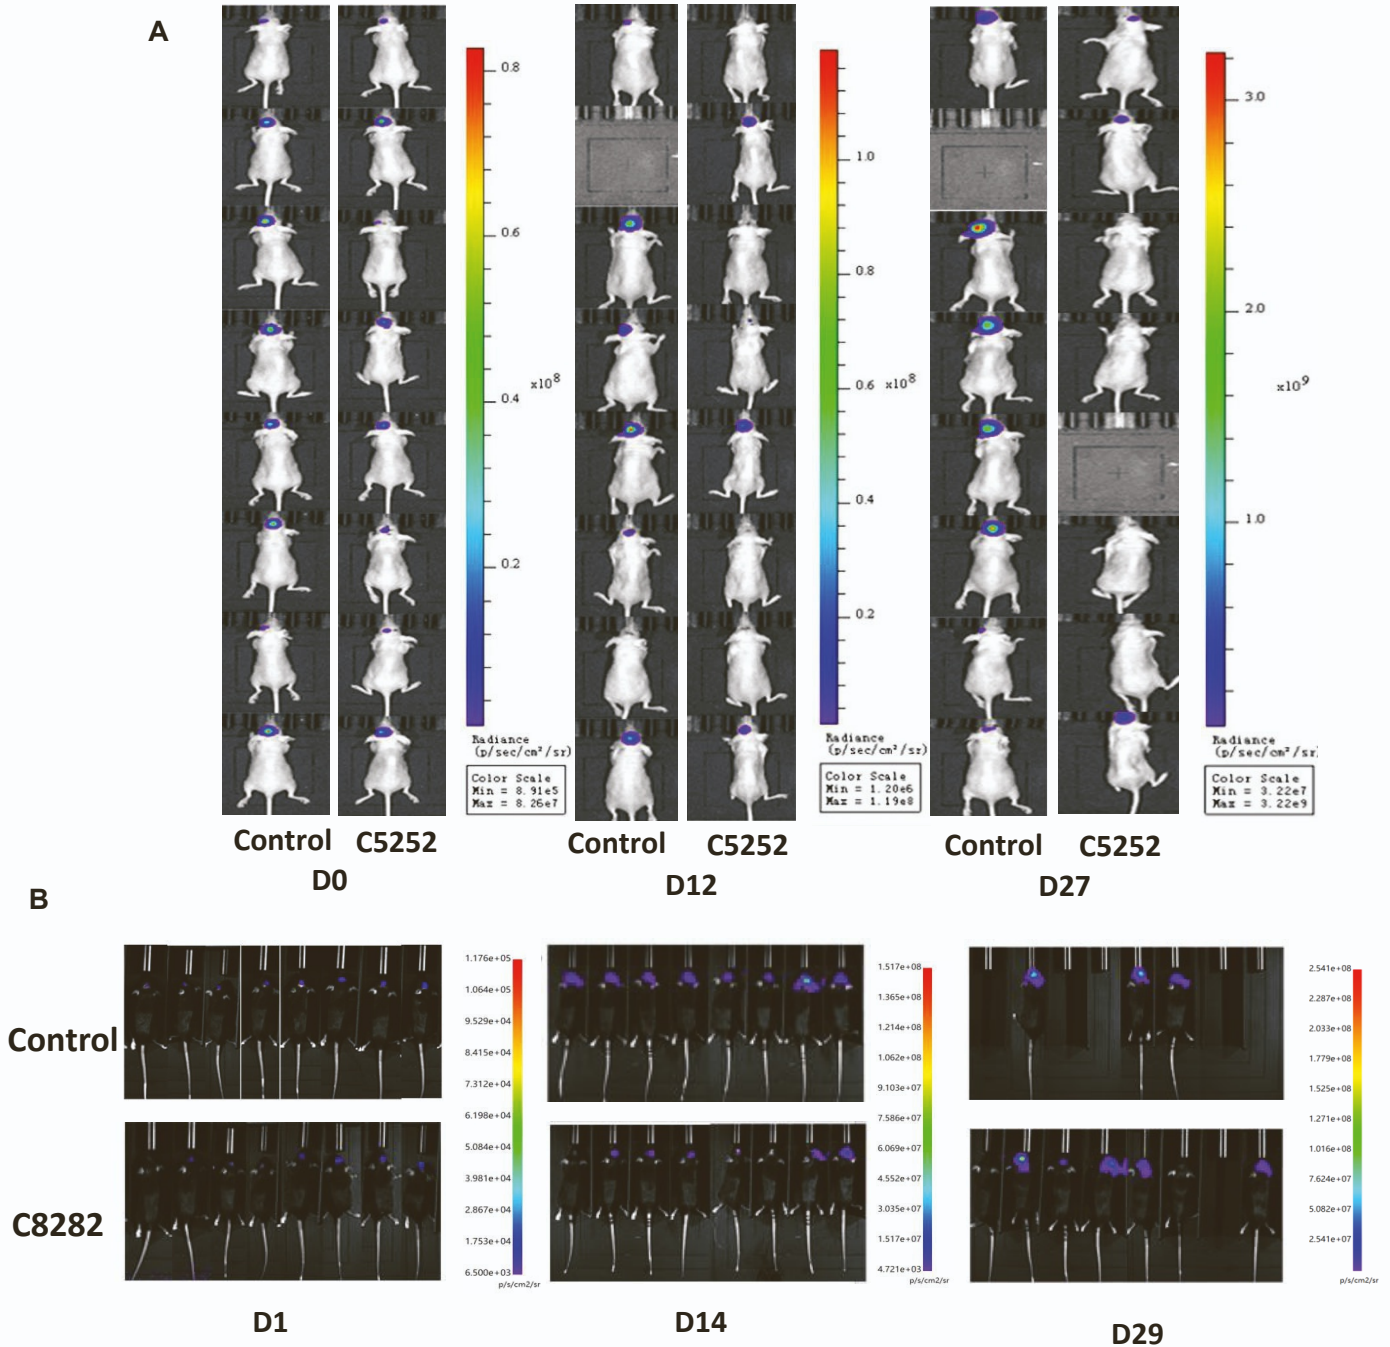 A
0.8
0.6
x10⁸
0.4
0.2
Radiance
(p/sec/cm²/sr)
Color Scale
Min = 8.91e5
Max = 8.26e7
1.0
0.8
0.6 x10⁸
0.4
0.2
Radiance
(p/sec/cm²/sr)
Color Scale
Min = 1.20e6
Max = 1.19e8
3.0
2.0
x10⁹
1.0
Radiance
(p/sec/cm²/sr)
Color Scale
Min = 3.22e7
Max = 3.22e9
Control C5252
D0
Control C5252
D12
Control C5252
D27
B
Control
C8282
1.176e+05
1.064e+05
9.529e+04
8.415e+04
7.312e+04
6.198e+04
5.084e+04
3.981e+04
2.867e+04
1.753e+04
6.500e+03
p/s/cm2/sr
1.517e+08
1.365e+08
1.214e+08
1.062e+08
9.103e+07
7.586e+07
6.069e+07
4.552e+07
3.035e+07
1.517e+07
4.721e+03
p/s/cm2/sr
2.541e+08
2.287e+08
2.033e+08
1.779e+08
1.525e+08
1.271e+08
1.016e+08
7.624e+07
5.082e+07
2.541e+07
p/s/cm2/sr
D1
D14
D29